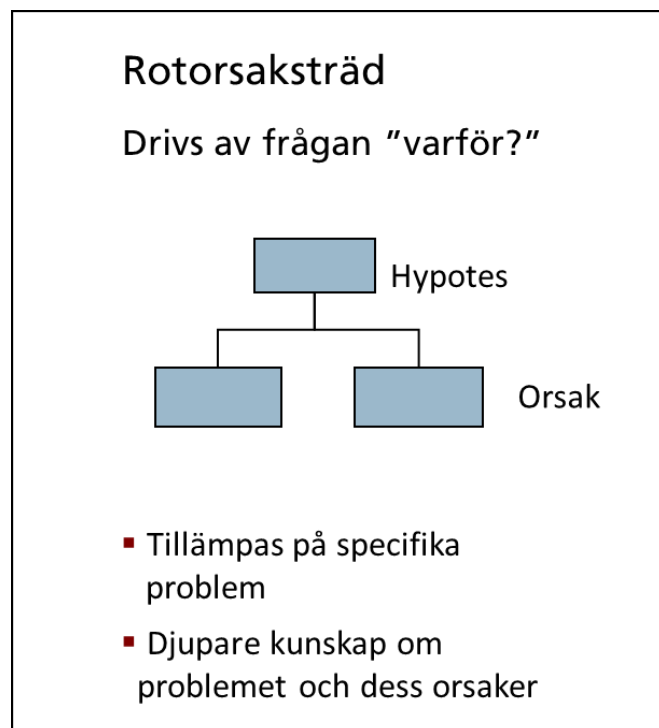 Rotorsaksträd
Drivs av frågan ”varför?”
Hypotes
Orsak
▪ Tillämpas på specifika
problem
▪ Djupare kunskap om
problemet och dess orsaker